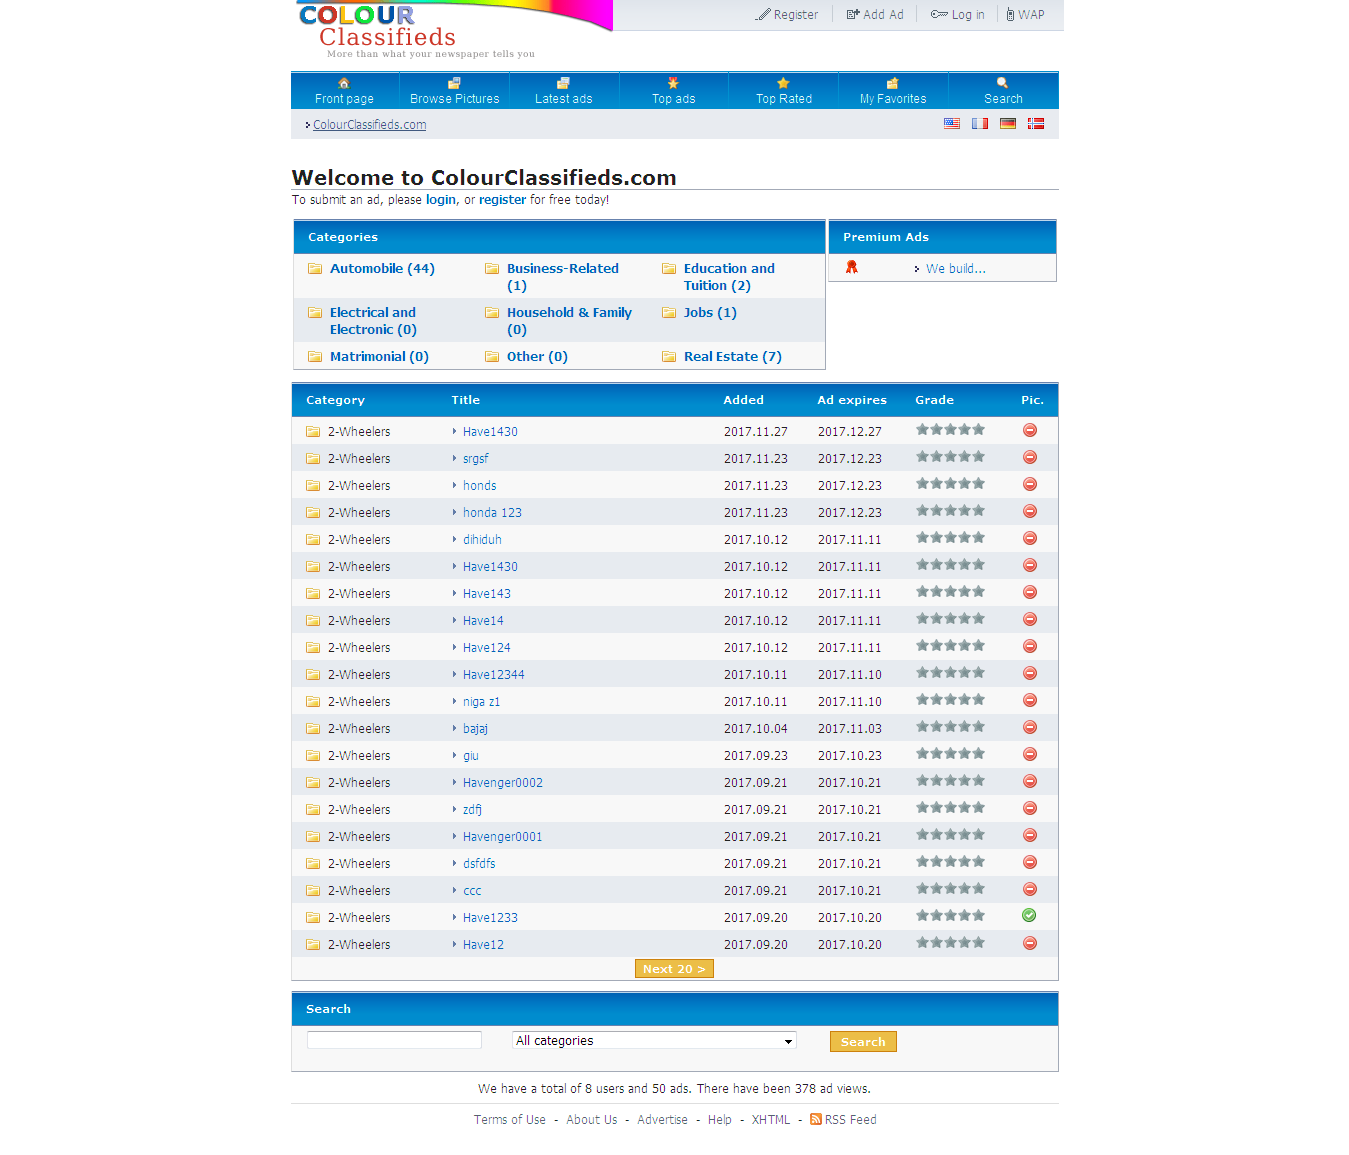 COLOUR
Classifieds
More than what your newspaper tells you
Register Add Ad Log in WAP
Front page Browse Pictures Latest ads Top ads Top Rated My Favorites Search
ColourClassifieds.com
Welcome to ColourClassifieds.com
To submit an ad, please login, or register for free today!
Categories
Automobile (44) Business-Related (1) Education and Tuition (2)
Electrical and Electronic (0) Household & Family (0) Jobs (1)
Matrimonial (0) Other (0) Real Estate (7)
Premium Ads
We build...
Category Title Added Ad expires Grade Pic.
2-Wheelers Have1430 2017.11.27 2017.12.27
2-Wheelers srgsf 2017.11.23 2017.12.23
2-Wheelers honds 2017.11.23 2017.12.23
2-Wheelers honda 123 2017.11.23 2017.12.23
2-Wheelers dihiduh 2017.10.12 2017.11.11
2-Wheelers Have1430 2017.10.12 2017.11.11
2-Wheelers Have143 2017.10.12 2017.11.11
2-Wheelers Have14 2017.10.12 2017.11.11
2-Wheelers Have124 2017.10.12 2017.11.11
2-Wheelers Have12344 2017.10.11 2017.11.10
2-Wheelers niga z1 2017.10.11 2017.11.10
2-Wheelers bajaj 2017.10.04 2017.11.03
2-Wheelers giu 2017.09.23 2017.10.23
2-Wheelers Havenger0002 2017.09.21 2017.10.21
2-Wheelers zdfj 2017.09.21 2017.10.21
2-Wheelers Havenger0001 2017.09.21 2017.10.21
2-Wheelers dsfdfs 2017.09.21 2017.10.21
2-Wheelers ccc 2017.09.21 2017.10.21
2-Wheelers Have1233 2017.09.20 2017.10.20
2-Wheelers Have12 2017.09.20 2017.10.20
Next 20 >
Search
All categories Search
We have a total of 8 users and 50 ads. There have been 378 ad views.
Terms of Use - About Us - Advertise - Help - XHTML - RSS Feed